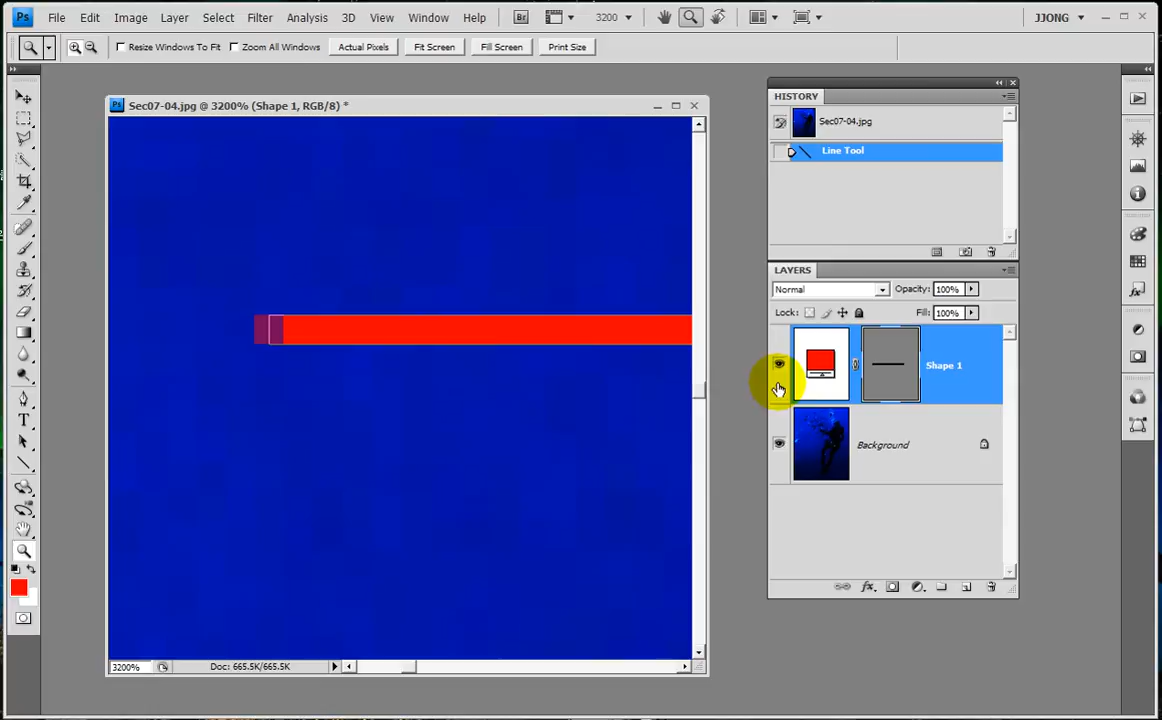 Ps File Edit Image Layer Select Filter Analysis 3D View Window Help Br 3200 JJONG
Resize Windows To Fit Zoom All Windows Actual Pixels Fit Screen Fill Screen Print Size
Ps Sec07-04.jpg @ 3200% (Shape 1, RGB/8) *
HISTORY
Sec07-04.jpg
Line Tool
LAYERS
Normal Opacity: 100%
Lock: Fill: 100%
Shape 1
Background
T
fx
3200% Doc: 665.5K/665.5K